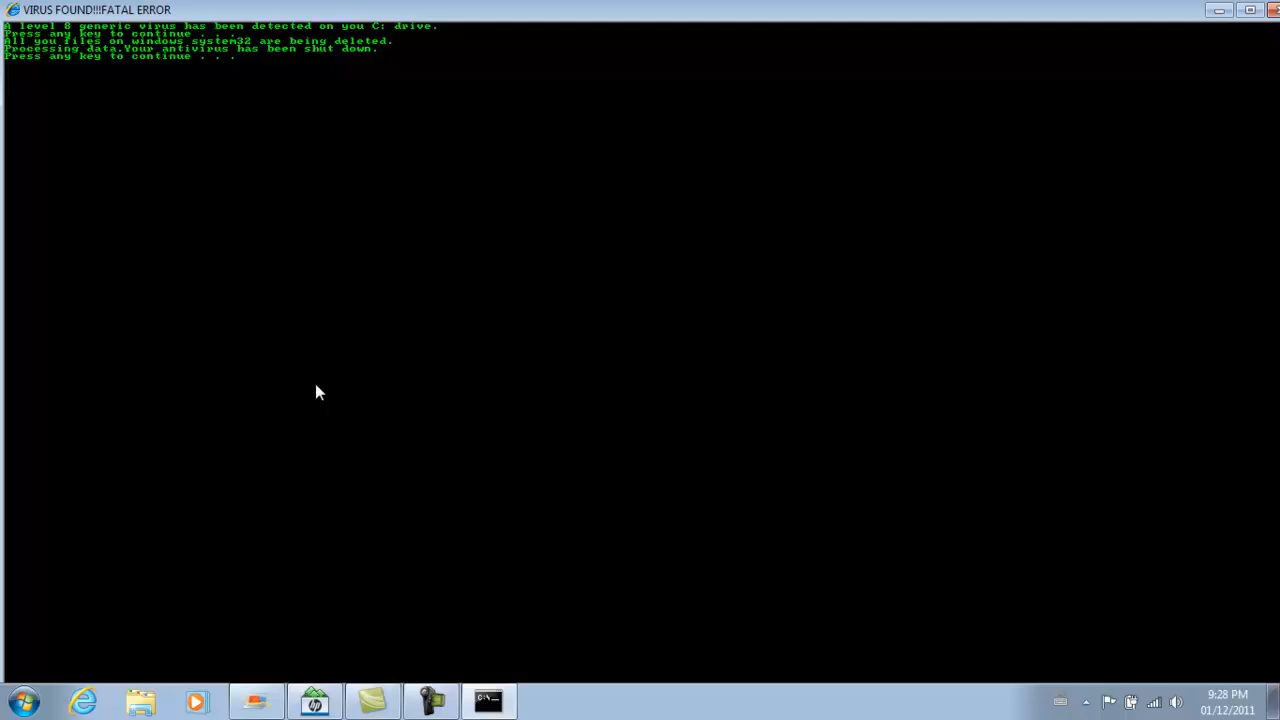 VIRUS FOUND!!!FATAL ERROR
A level 8 generic virus has been detected on you C: drive.
Press any key to continue . . .
All you files on windows system32 are being deleted.
Processing data.Your antivirus has been shut down.
Press any key to continue . . .
hp
C:\_
9:28 PM
01/12/2011